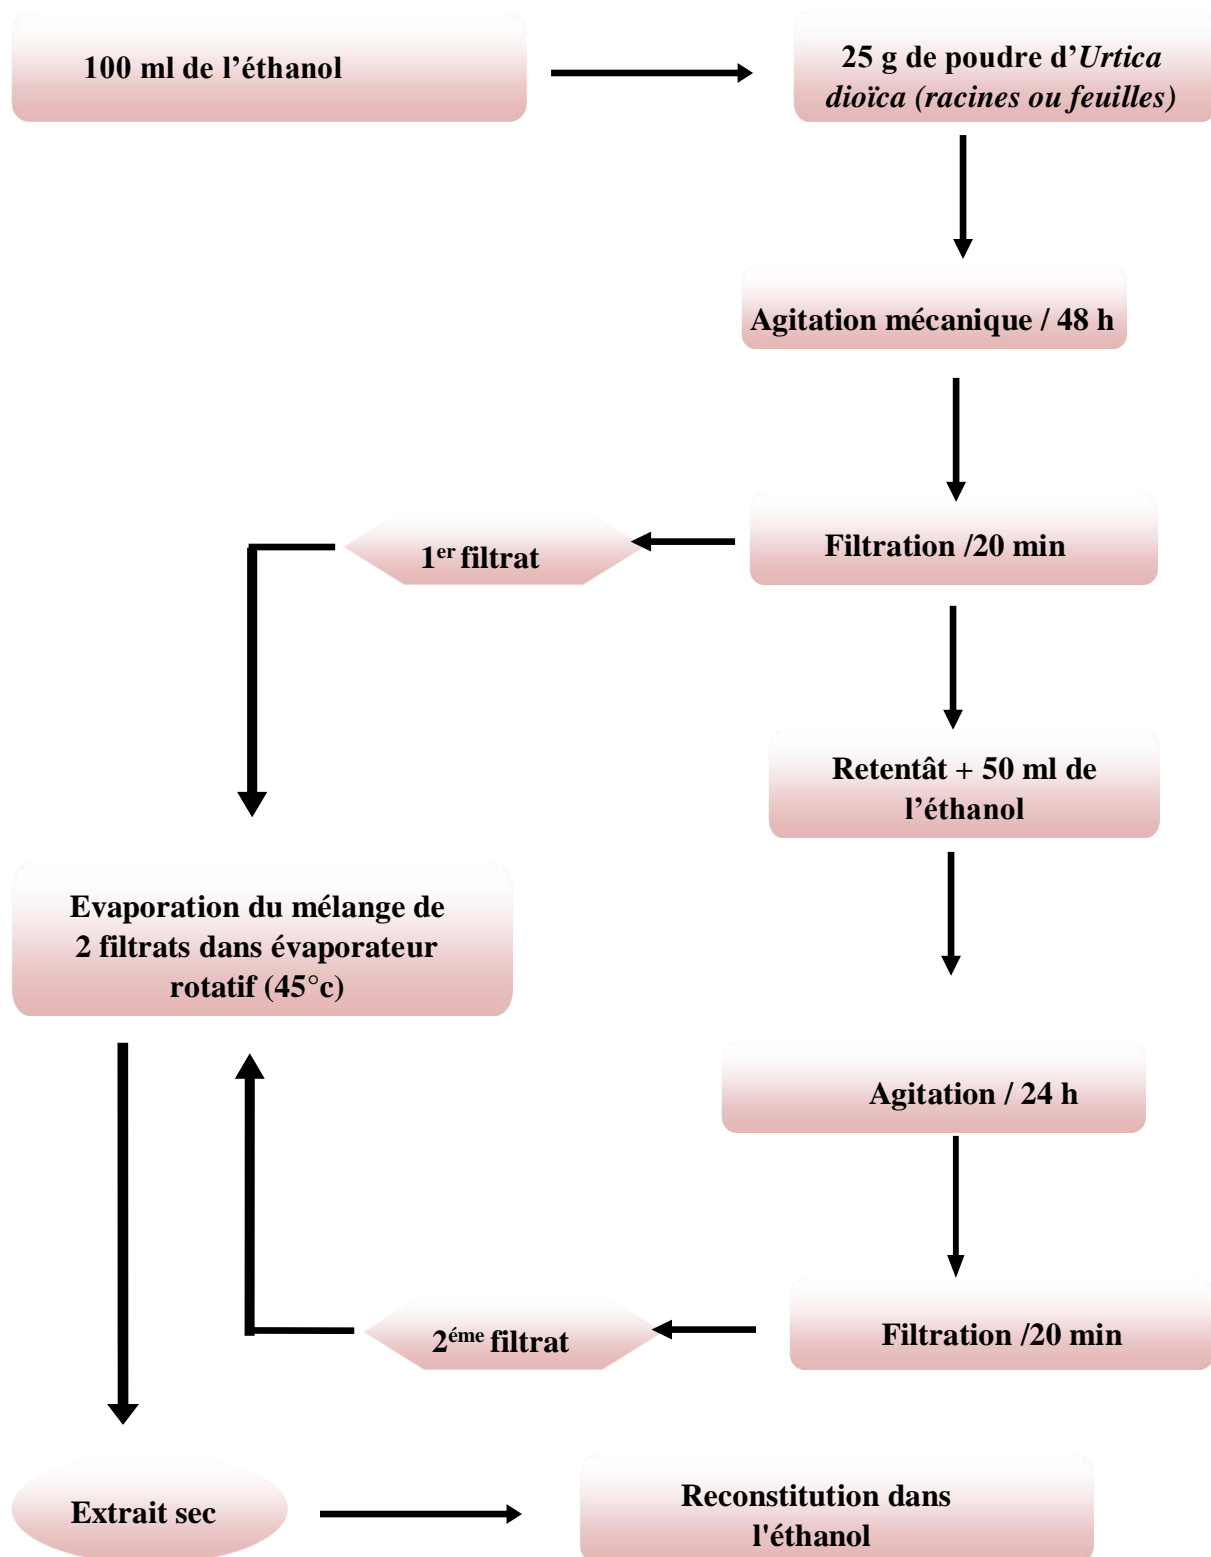 100 ml de l’éthanol
25 g de poudre d’Urtica
dioïca (racines ou feuilles)
Agitation mécanique / 48 h
Filtration /20 min
1er filtrat
Retentât + 50 ml de
l’éthanol
Evaporation du mélange de
2 filtrats dans évaporateur
rotatif (45°c)
Agitation / 24 h
Filtration /20 min
2éme filtrat
Extrait sec
Reconstitution dans
l'éthanol